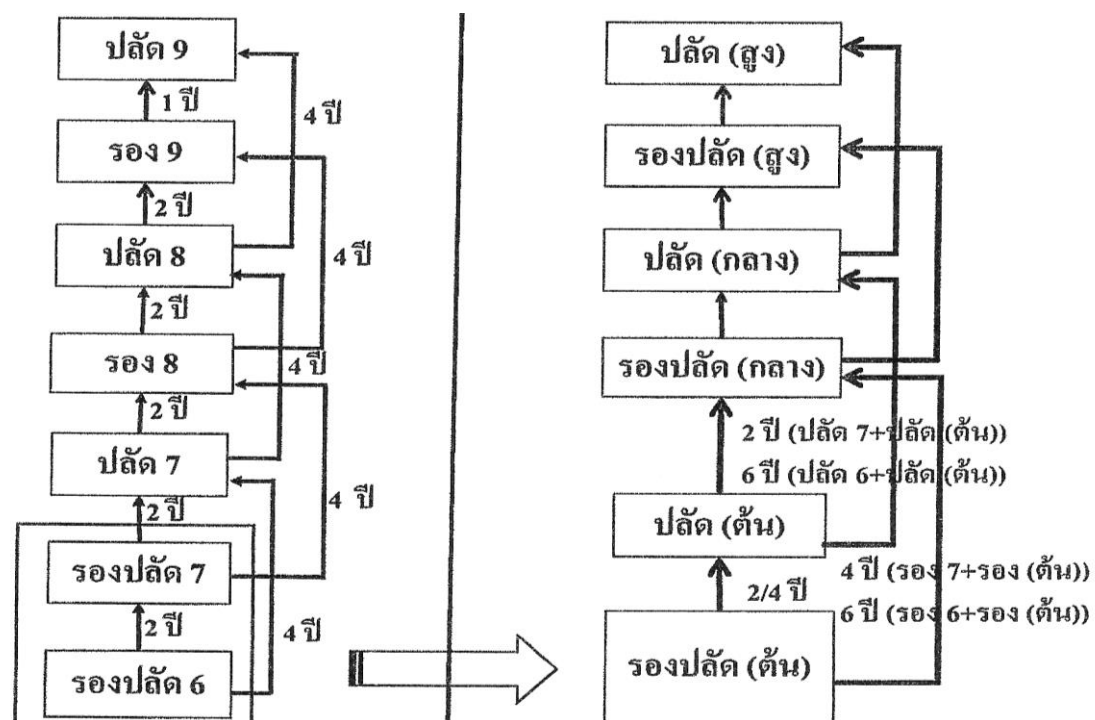 ปลัด 9
1 ปี
4 ปี
รอง 9
2 ปี
ปลัด 8
4 ปี
2 ปี
รอง 8
4 ปี
2 ปี
ปลัด 7
4 ปี
2 ปี
รองปลัด 7
2 ปี
4 ปี
รองปลัด 6
ปลัด (สูง)
รองปลัด (สูง)
ปลัด (กลาง)
รองปลัด (กลาง)
2 ปี (ปลัด 7+ปลัด (ต้น))
6 ปี (ปลัด 6+ปลัด (ต้น))
ปลัด (ต้น)
4 ปี (รอง 7+รอง (ต้น))
2/4 ปี
6 ปี (รอง 6+รอง (ต้น))
รองปลัด (ต้น)